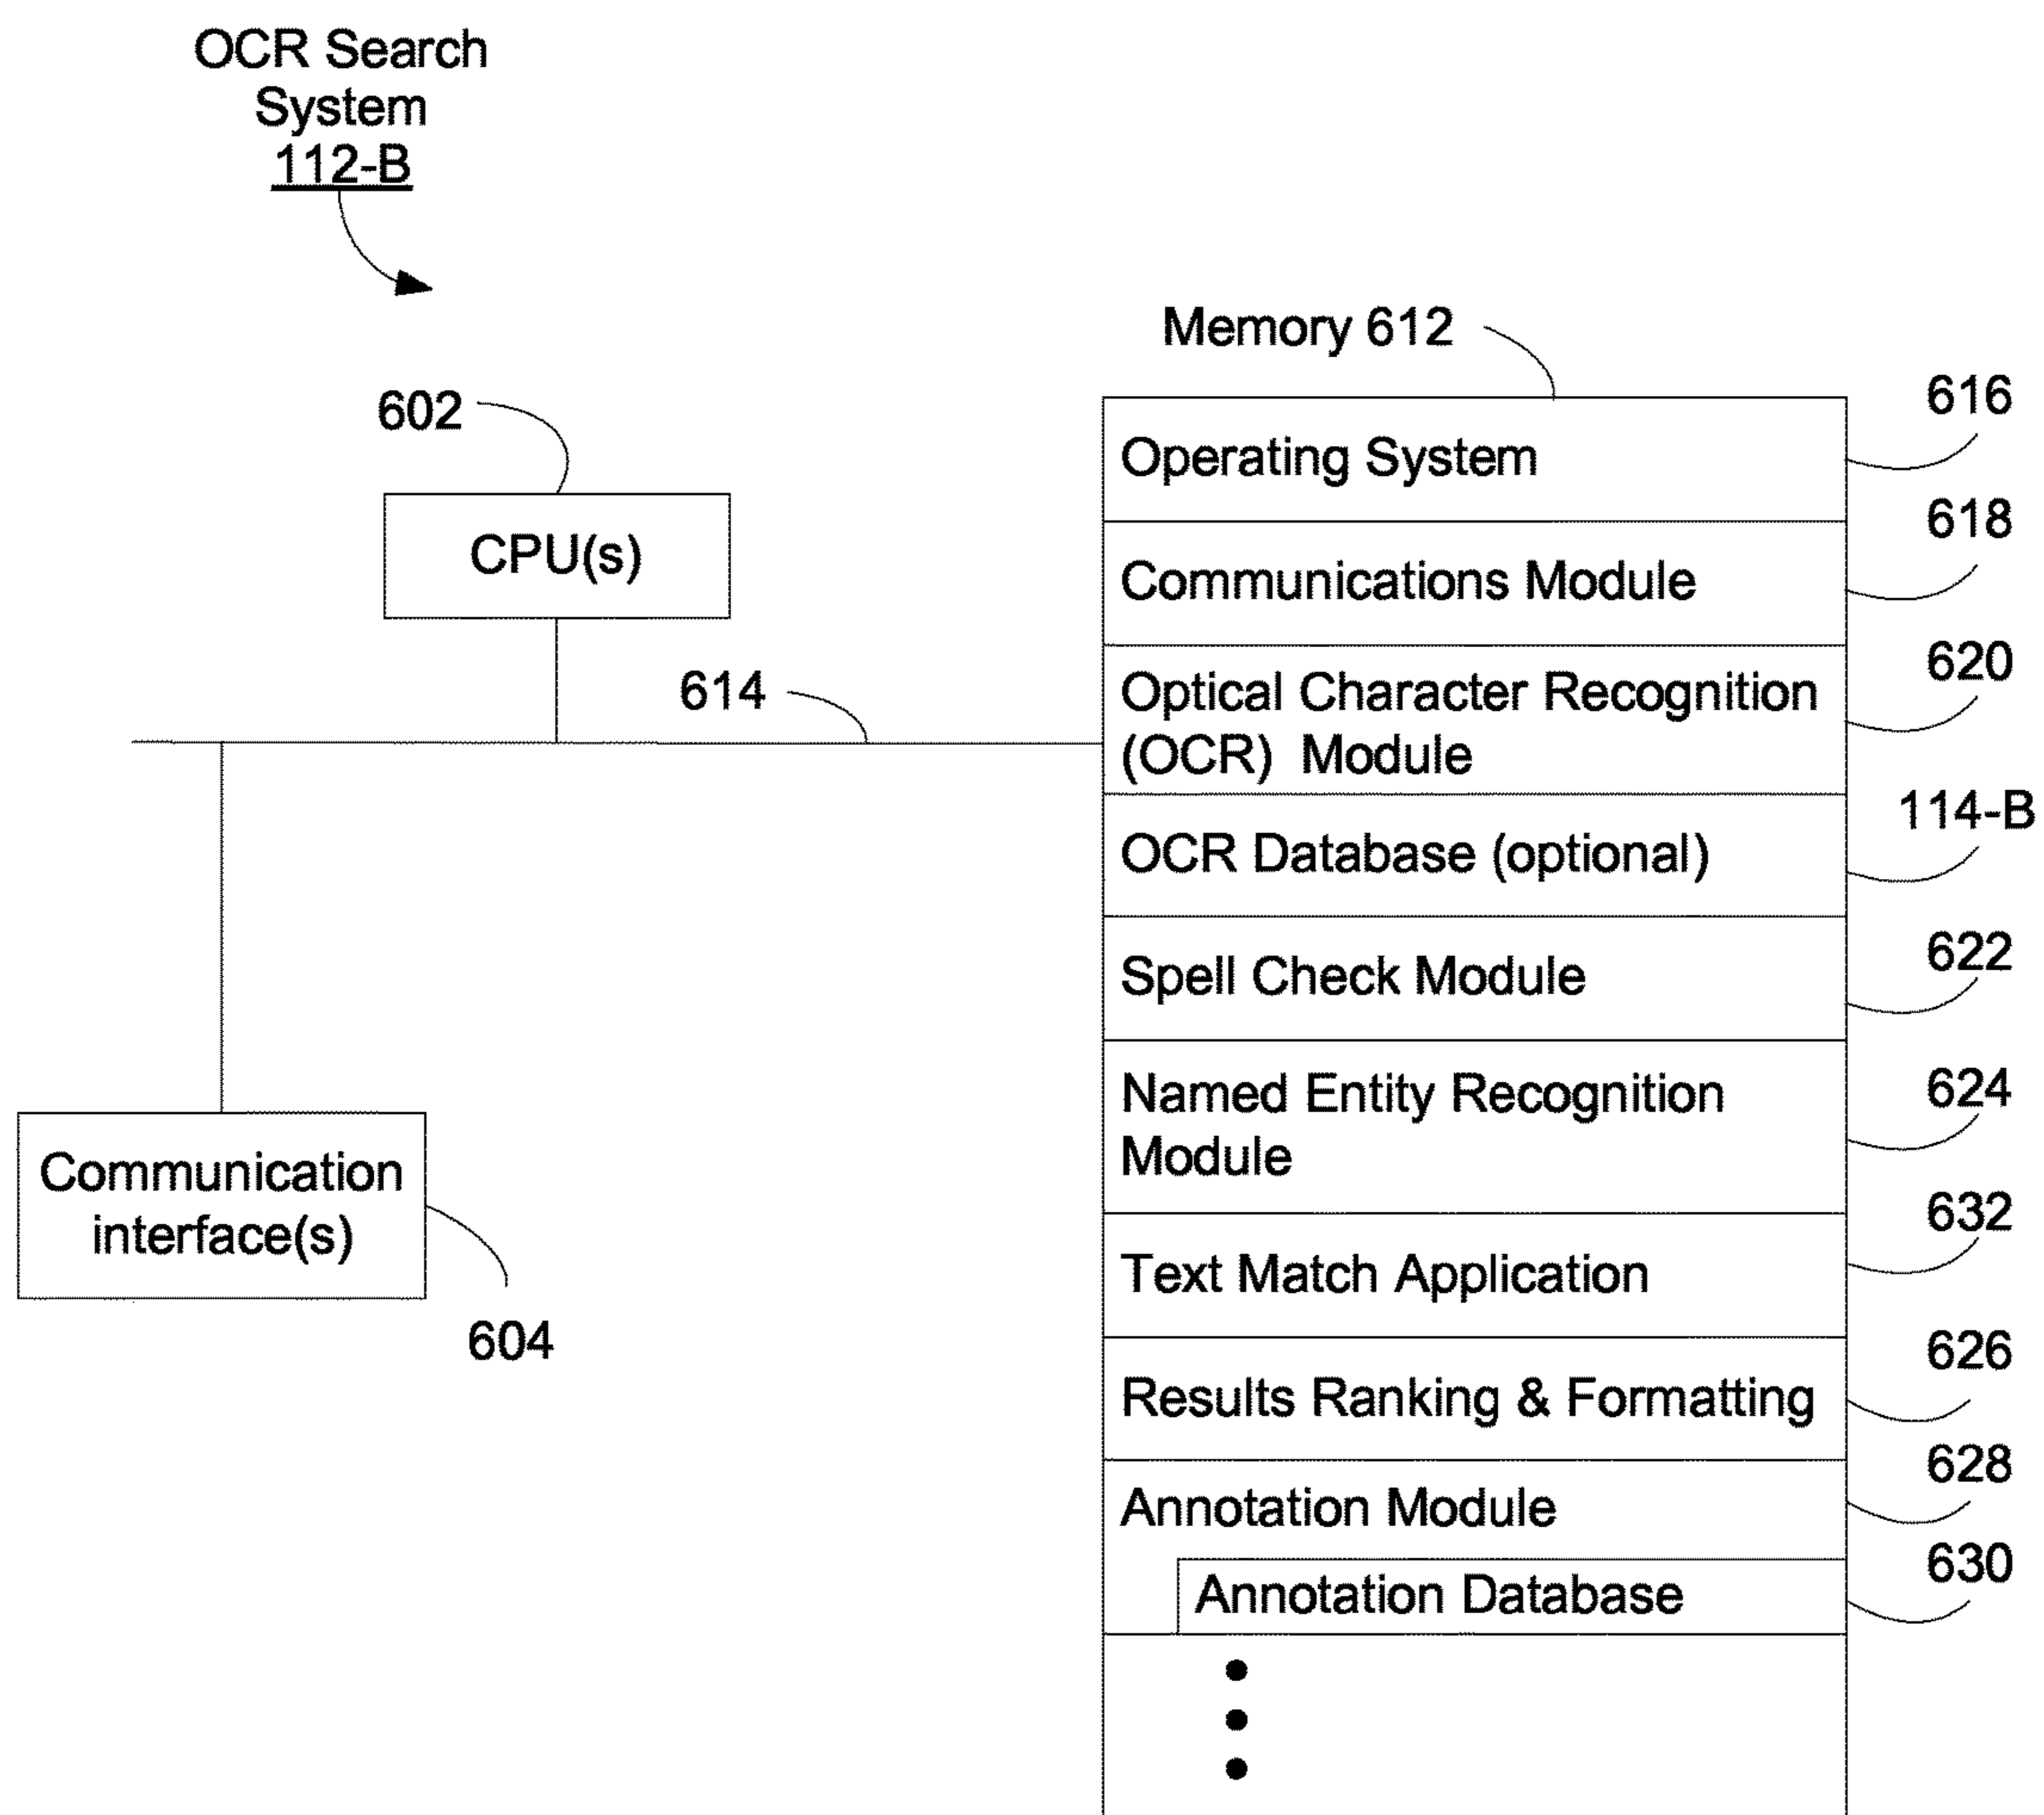 OCR Search
System
112-B
Memory 612
602
CPU(s)
614
Communication
interface(s)
604
Operating System
616
Communications Module
618
Optical Character Recognition
(OCR) Module
620
OCR Database (optional)
114-B
Spell Check Module
622
Named Entity Recognition
Module
624
Text Match Application
632
Results Ranking & Formatting
626
Annotation Module
628
Annotation Database
630